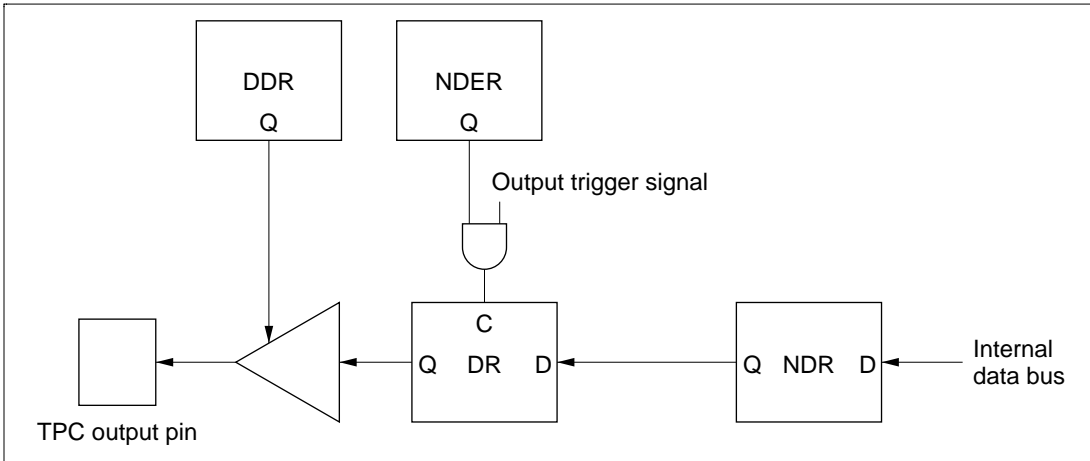 DDR
Q
NDER
Q
Output trigger signal
C
Q DR D
Q NDR D
Internal
data bus
TPC output pin